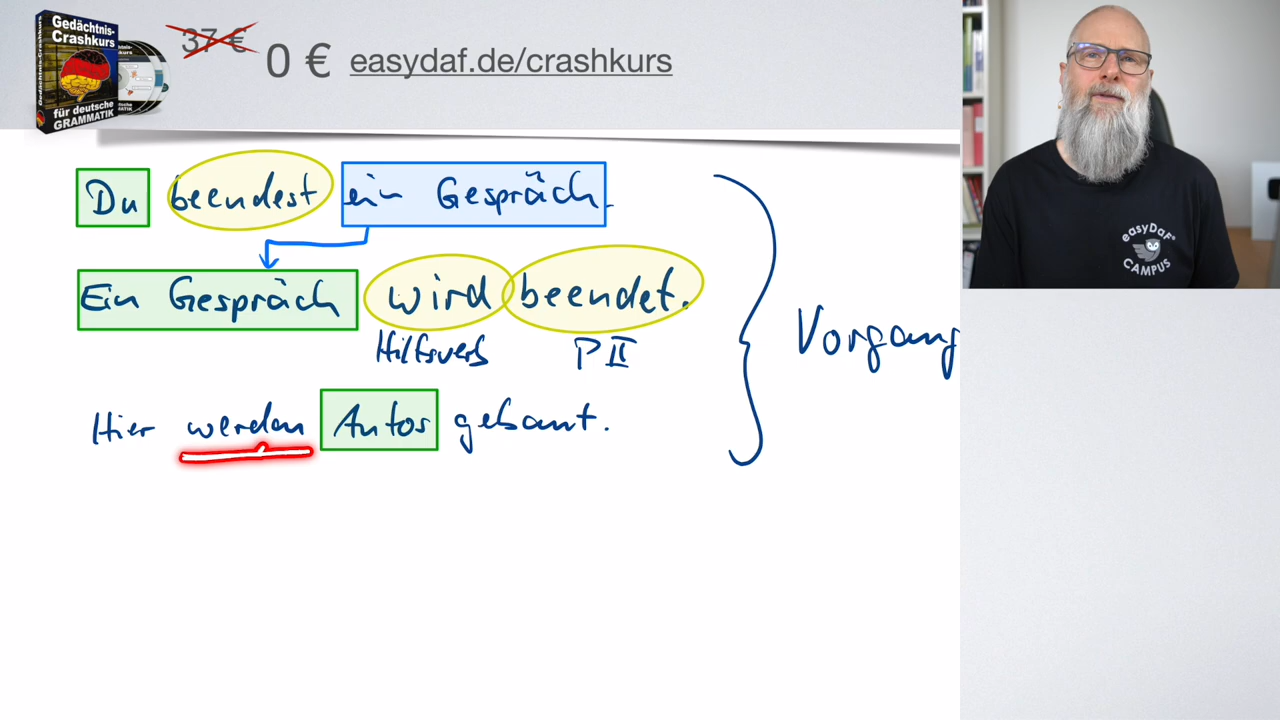 Gedächtnis-
Crashkurs
für deutsche
GRAMMATIK
37 €
0 € easydaf.de/crashkurs
easyDaF®
CAMPUS
Du beendest ein Gespräch.
Ein Gespräch wird beendet.
Hilfsverb P II
Vorgang
Hier werden Autos gebaut.